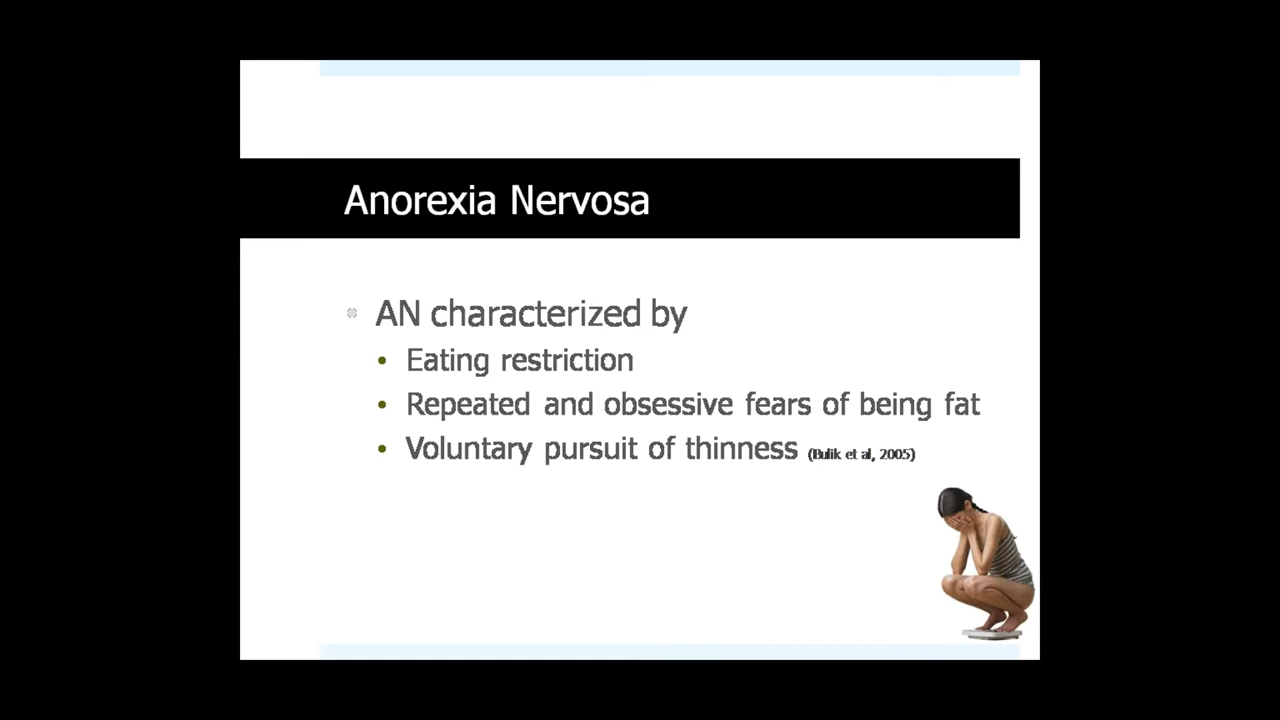 Anorexia Nervosa
AN characterized by
Eating restriction
Repeated and obsessive fears of being fat
Voluntary pursuit of thinness (Bulik et al, 2005)